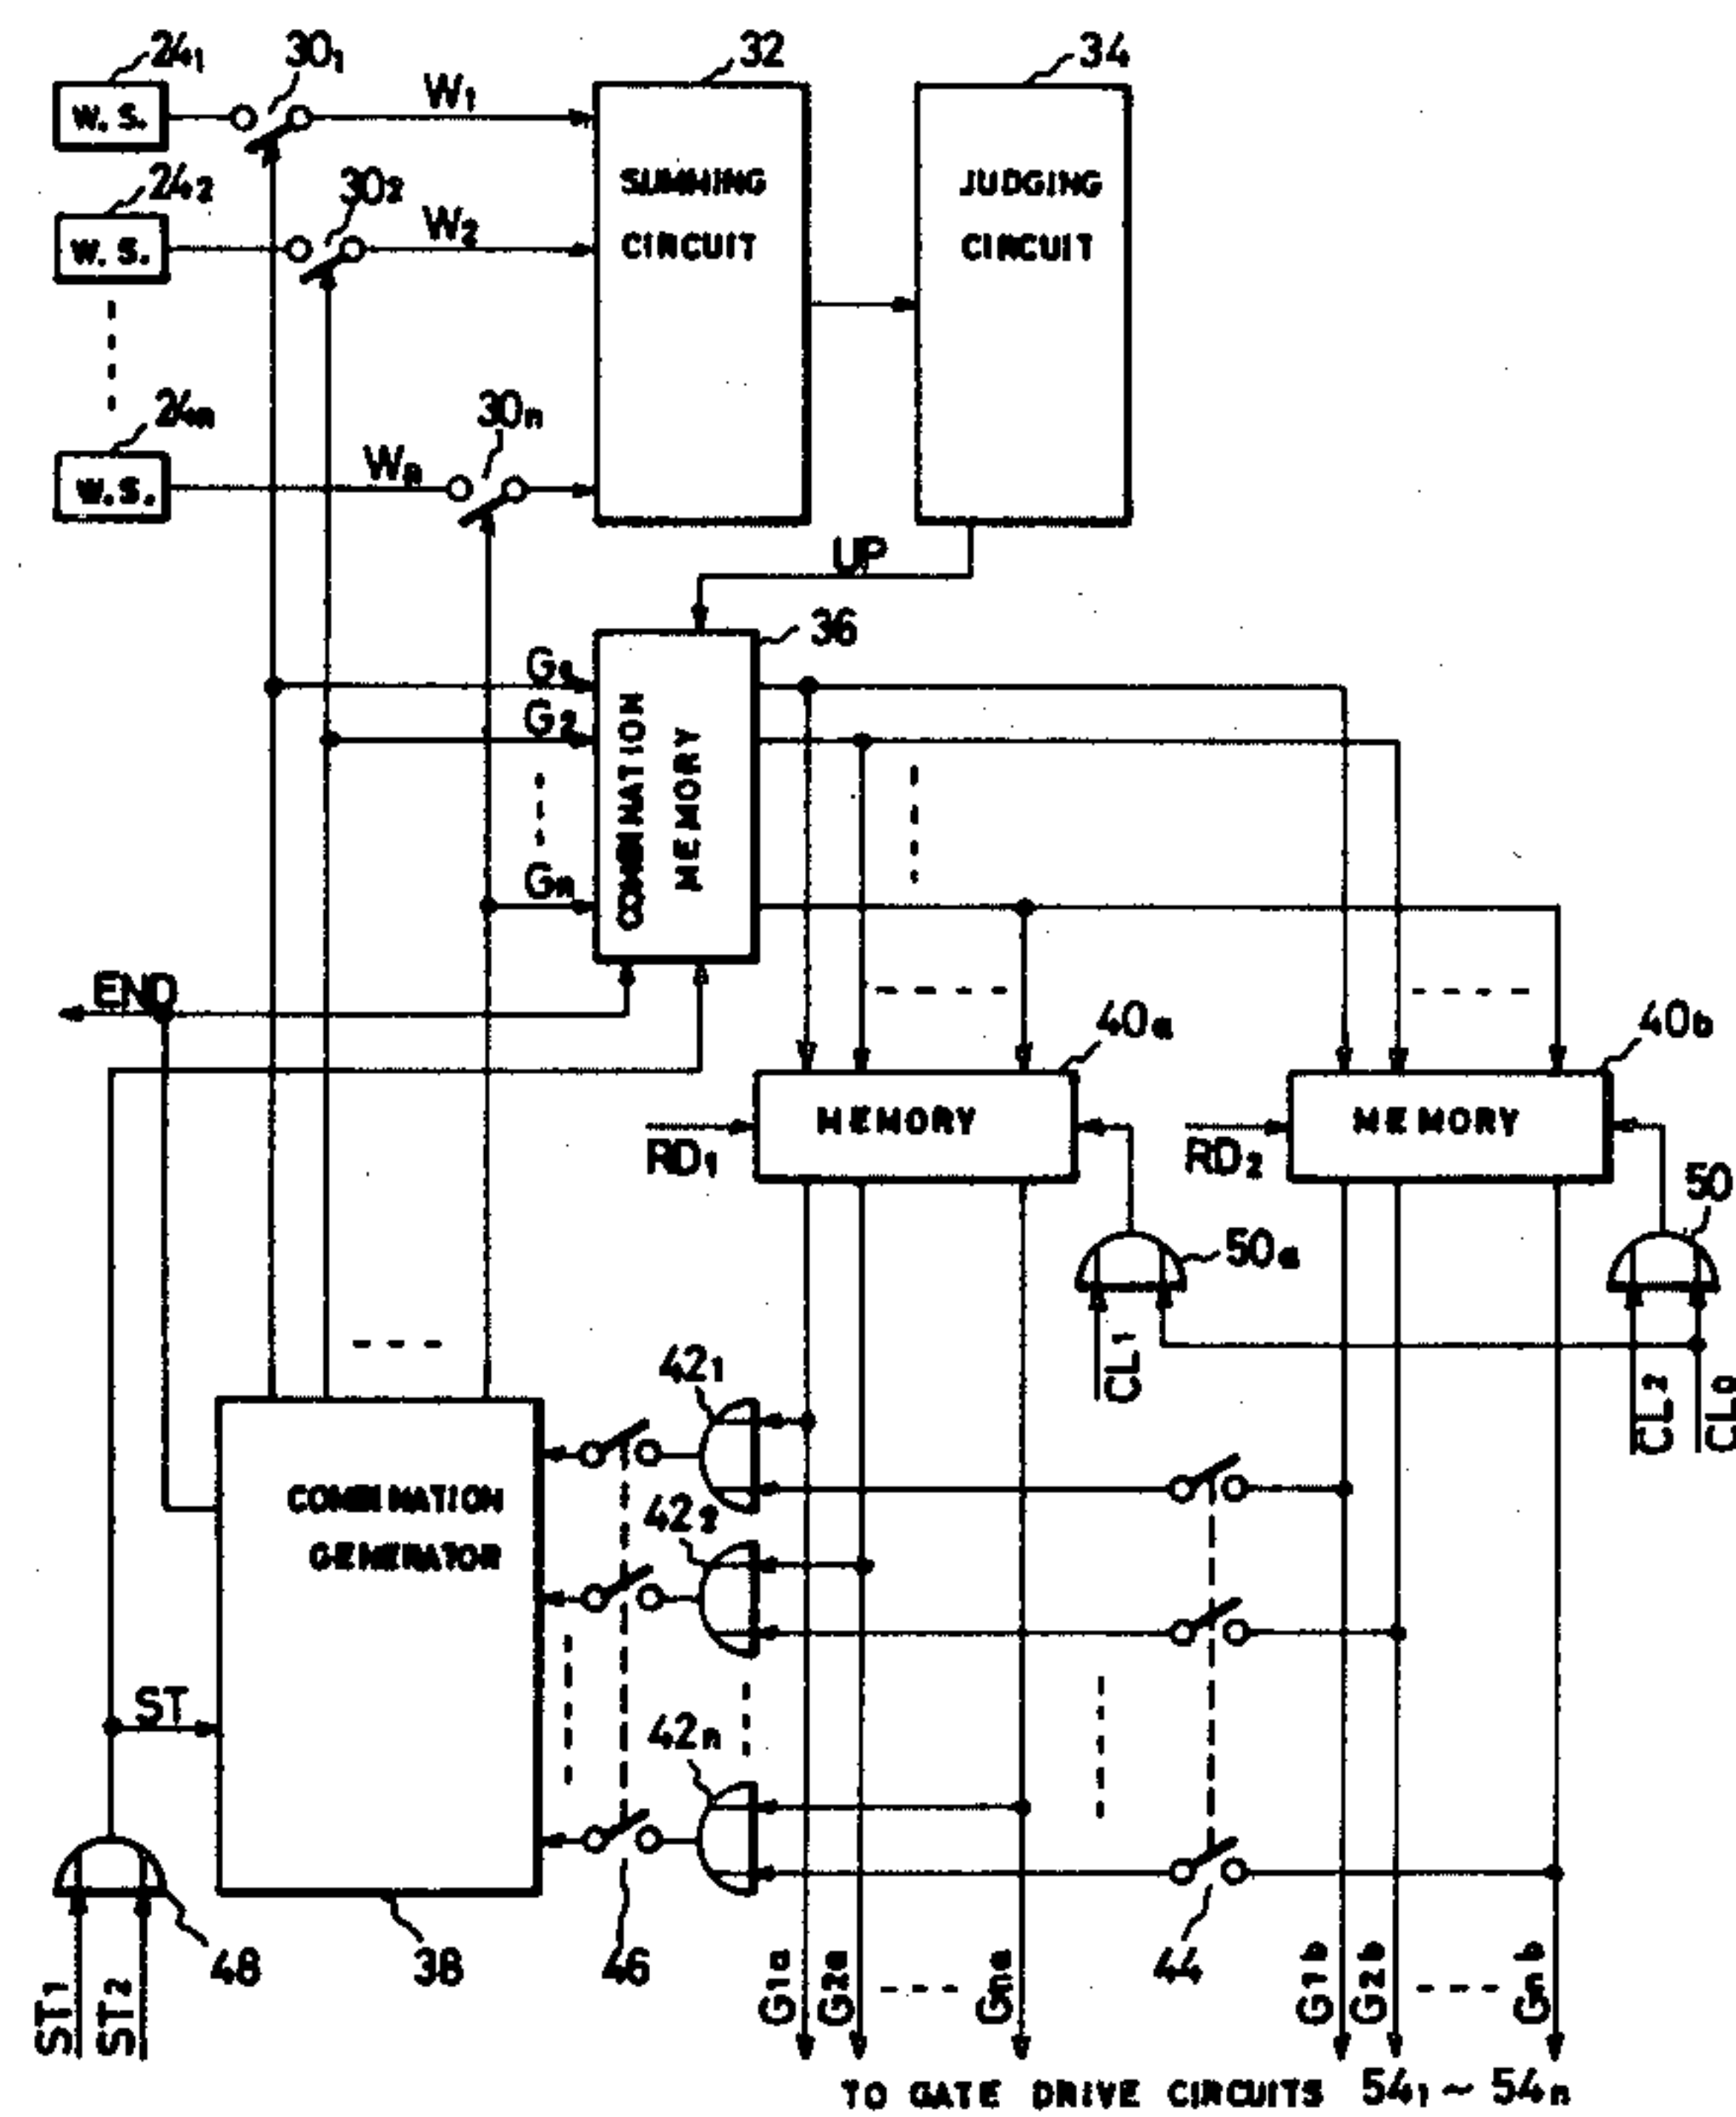 24₁
30₁
W₁
32
34
W. S.
24₂
30₂
W₂
SUMMING
CIRCUIT
JUDGING
CIRCUIT
W. S.
24n
30n
Wn
W. S.
UP
36
G₁
G₂
Gn
COMBINATION
MEMORY
END
40a
40b
MEMORY
MEMORY
RD₁
RD₂
50a
50
CL₁
CL₂
CL₀
42₁
COMBINATION
GENERATOR
42₂
ST
42n
48
38
46
44
ST₁
ST₂
G₁a
G₂a
Gna
G₁b
G₂b
Gnb
TO GATE DRIVE CIRCUITS 54₁ ~ 54n